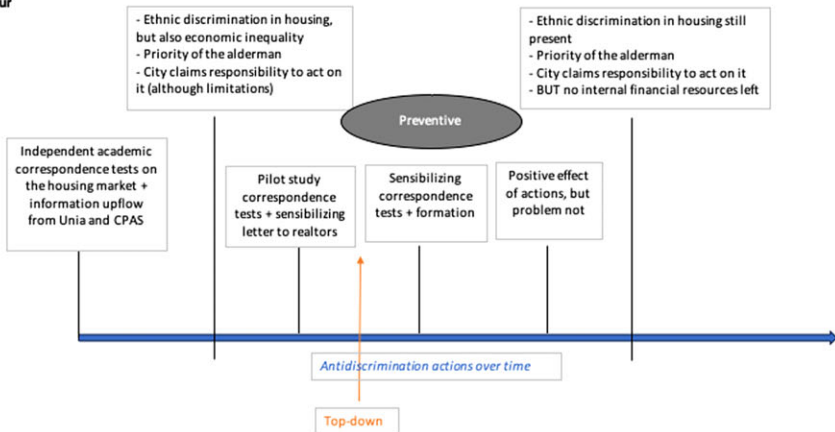 - Ethnic discrimination in housing,
but also economic inequality
- Priority of the alderman
- City claims responsibility to act on
it (although limitations)
- Ethnic discrimination in housing still
present
- Priority of the alderman
- City claims responsibility to act on it
- BUT no internal financial resources left
Preventive
Independent academic
correspondence tests on
the housing market +
information upflow
from Unia and CPAS
Pilot study
correspondence
tests + sensibilizing
letter to realtors
Sensibilizing
correspondence
tests + formation
Positive effect
of actions, but
problem not
Antidiscrimination actions over time
Top-down